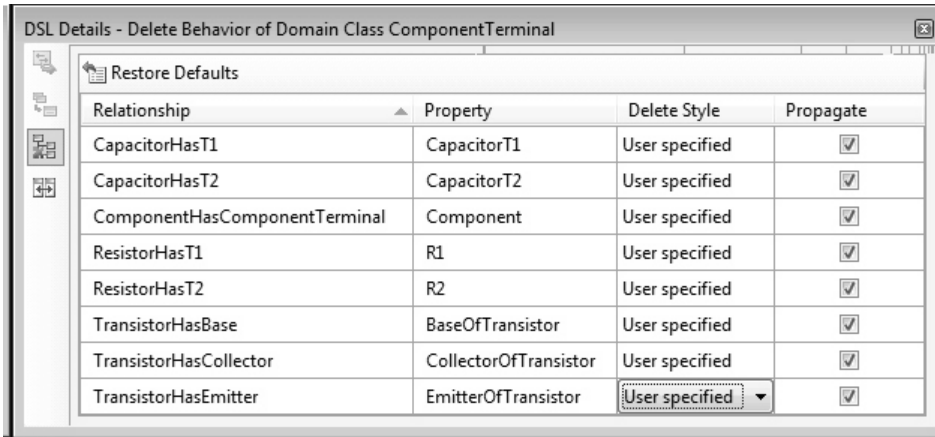 DSL Details - Delete Behavior of Domain Class ComponentTerminal
Restore Defaults
Relationship Property Delete Style Propagate
CapacitorHasT1 CapacitorT1 User specified
CapacitorHasT2 CapacitorT2 User specified
ComponentHasComponentTerminal Component User specified
ResistorHasT1 R1 User specified
ResistorHasT2 R2 User specified
TransistorHasBase BaseOfTransistor User specified
TransistorHasCollector CollectorOfTransistor User specified
TransistorHasEmitter EmitterOfTransistor User specified